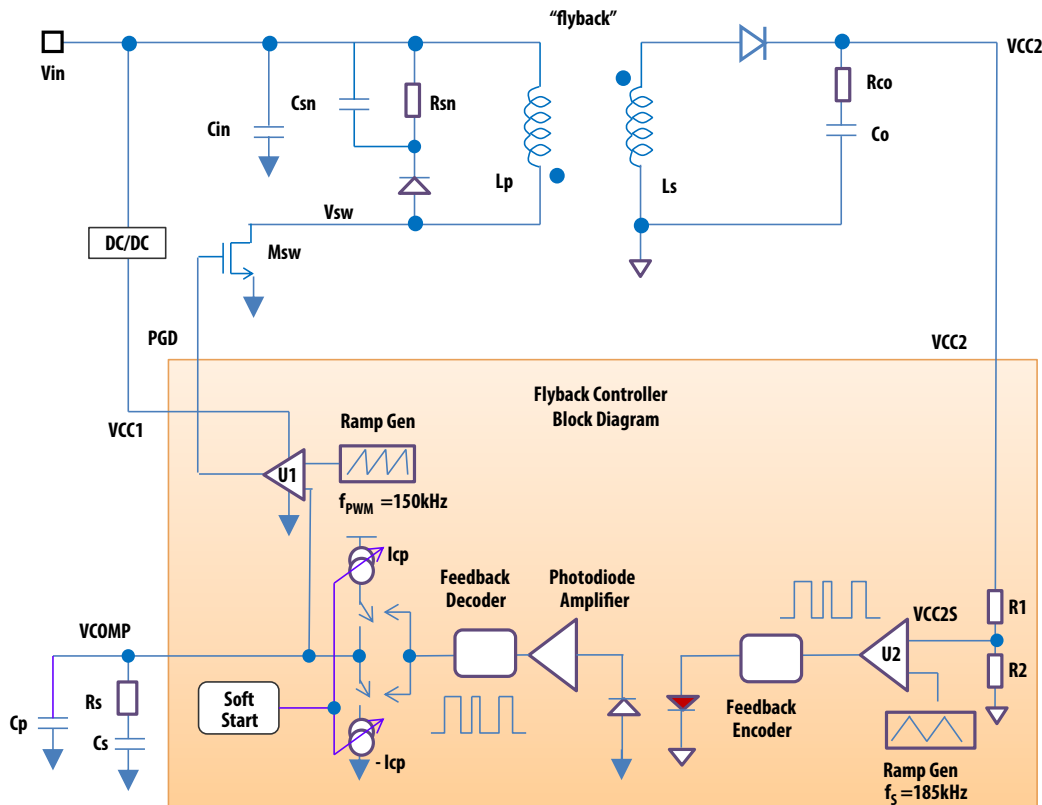 “flyback”
Vin
VCC2
Csn
Rsn
Rco
Cin
Co
Lp
Ls
Vsw
DC/DC
Msw
PGD
VCC2
Flyback Controller
Block Diagram
VCC1
Ramp Gen
U1
fPWM =150kHz
Icp
Feedback
Decoder
Photodiode
Amplifier
VCC2S
R1
VCOMP
U2
R2
Rs
Soft
Start
Cp
Cs
Feedback
Encoder
- Icp
Ramp Gen
fS=185kHz